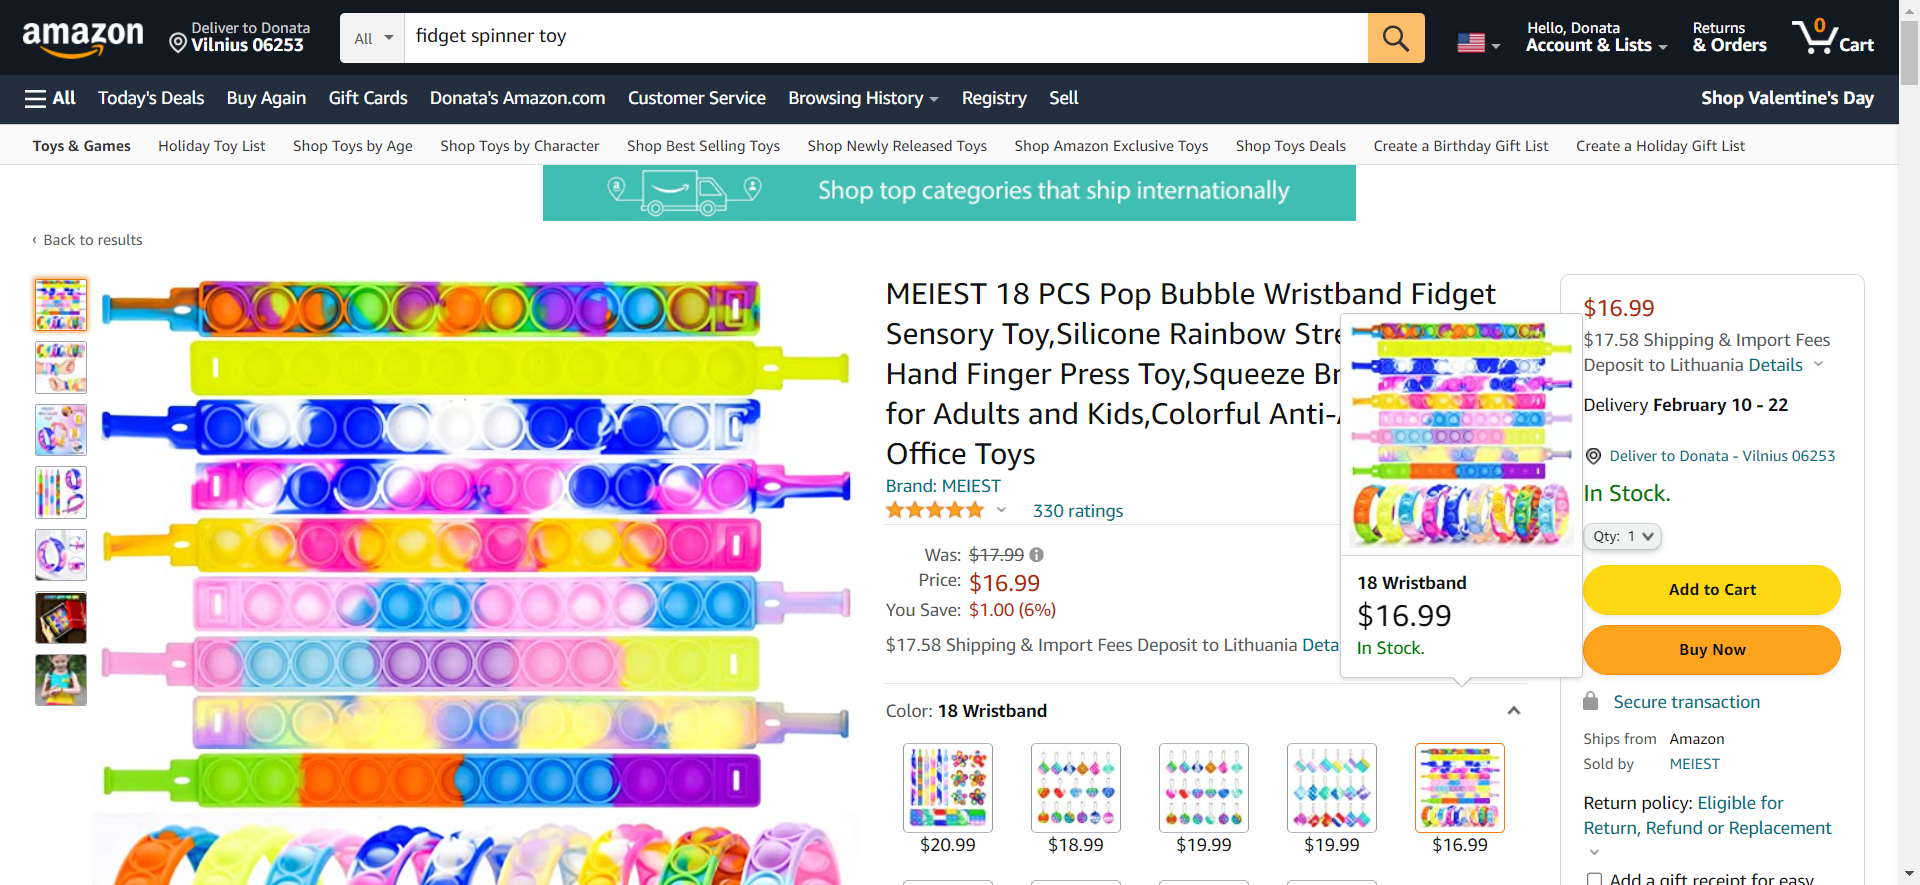 amazon
Deliver to Donata
Vilnius 06253
All
fidget spinner toy
Hello, Donata
Account & Lists
Returns
& Orders
0
Cart
All
Today's Deals
Buy Again
Gift Cards
Donata's Amazon.com
Customer Service
Browsing History
Registry
Sell
Shop Valentine's Day
Toys & Games
Holiday Toy List
Shop Toys by Age
Shop Toys by Character
Shop Best Selling Toys
Shop Newly Released Toys
Shop Amazon Exclusive Toys
Shop Toys Deals
Create a Birthday Gift List
Create a Holiday Gift List
Shop top categories that ship internationally
‹ Back to results
MEIEST 18 PCS Pop Bubble Wristband Fidget
Sensory Toy,Silicone Rainbow Stre
Hand Finger Press Toy,Squeeze Br
for Adults and Kids,Colorful Anti-
Office Toys
Brand: MEIEST
330 ratings
Was: $17.99
Price: $16.99
You Save: $1.00 (6%)
$17.58 Shipping & Import Fees Deposit to Lithuania Deta
18 Wristband
$16.99
In Stock.
Color: 18 Wristband
$20.99
$18.99
$19.99
$19.99
$16.99
$16.99
$17.58 Shipping & Import Fees
Deposit to Lithuania Details
Delivery February 10 - 22
Deliver to Donata - Vilnius 06253
In Stock.
Qty: 1
Add to Cart
Buy Now
Secure transaction
Ships from Amazon
Sold by MEIEST
Return policy: Eligible for
Return, Refund or Replacement
Add a gift receipt for easy